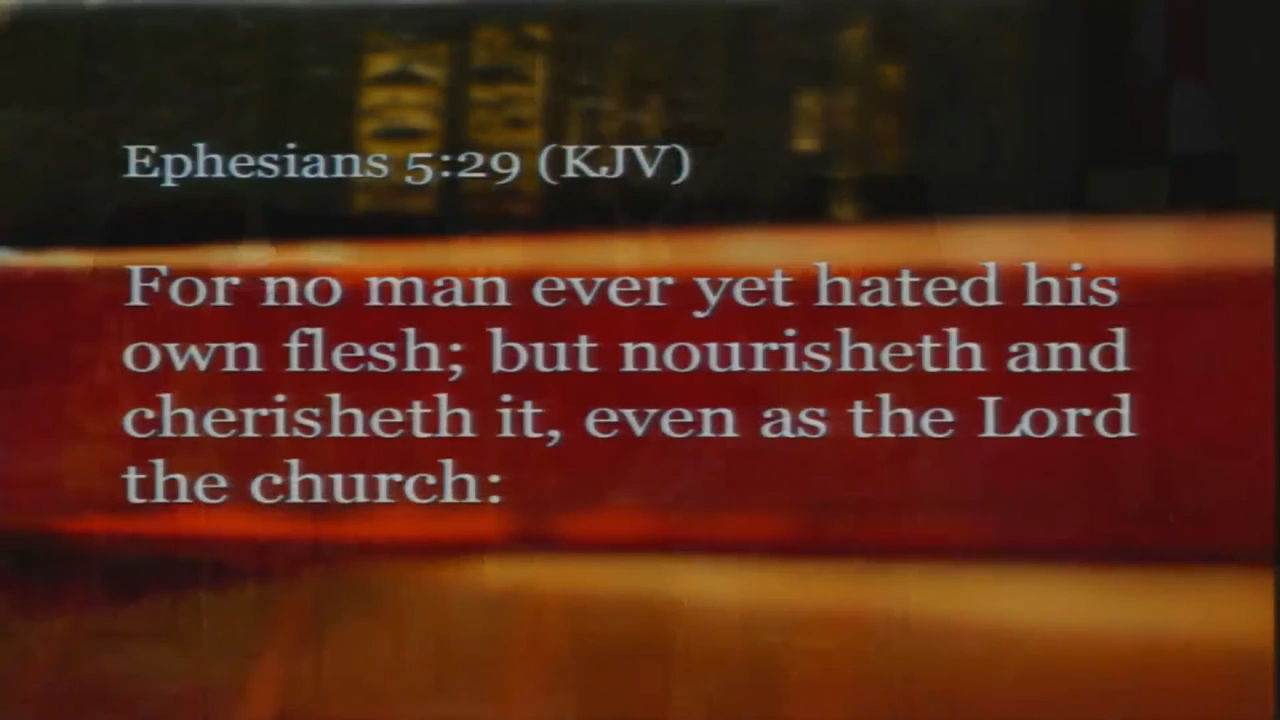 Ephesians 5:29 (KJV)
For no man ever yet hated his
own flesh; but nourisheth and
cherisheth it, even as the Lord
the church: